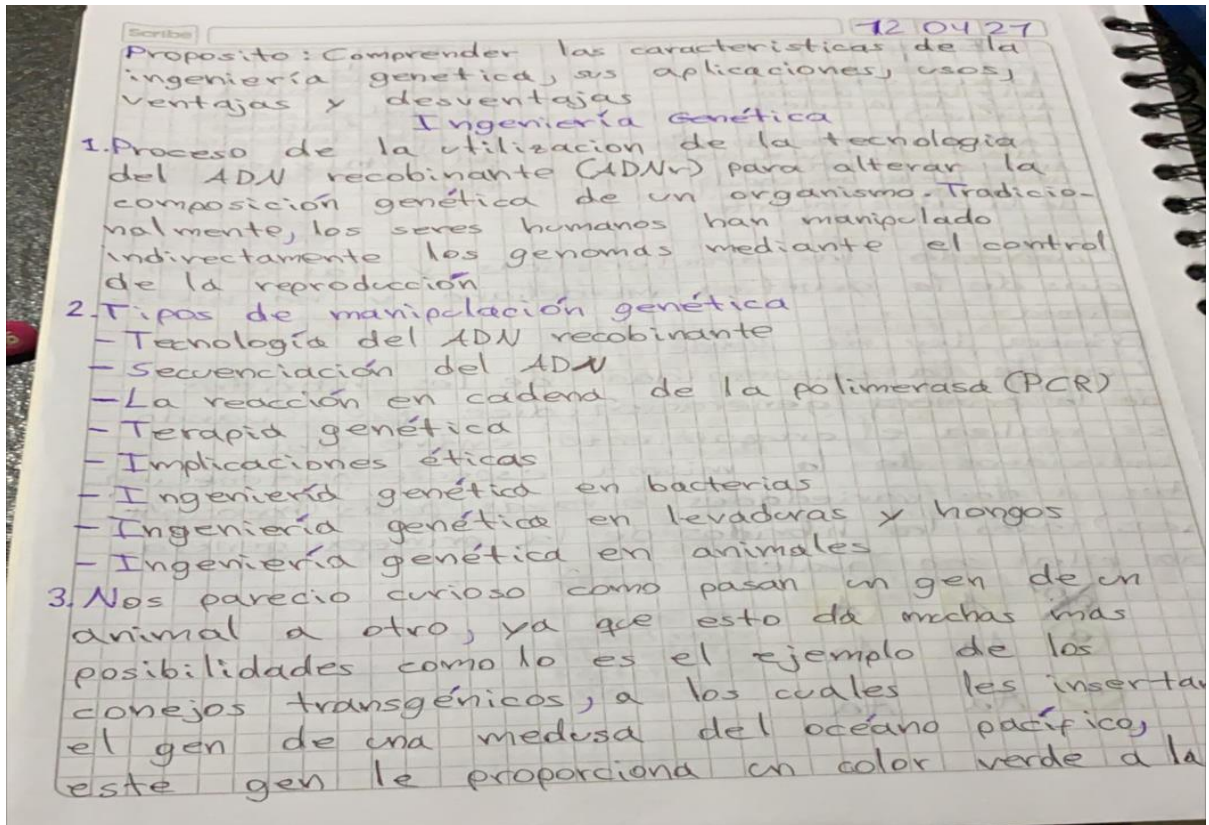 Scribe
12 04 21
Proposito: Comprender las caracteristicas de la
ingeniería genetica, sus aplicaciones, usos,
ventajas y desventajas
Ingeniería Genética
1. Proceso de la utilizacion de la tecnologia
del ADN recobinante (ADNr) para alterar la
composición genética de un organismo. Tradicio-
nalmente, los seres humanos han manipulado
indirectamente los genomas mediante el control
de la reproducción
2. Tipos de manipulación genética
- Tecnología del ADN recobinante
- Secuenciación del ADN
- La reacción en cadena de la polimerasa (PCR)
- Terapia genética
- Implicaciones éticas
- Ingeniería genética en bacterias
- Ingeniería genética en levaduras y hongos
- Ingeniería genética en animales
3. Nos parecio curioso como pasan un gen de un
animal a otro, ya que esto da muchas mas
posibilidades como lo es el ejemplo de los
conejos transgénicos, a los cuales les insertan
el gen de una medusa del océano pacífico,
este gen le proporciona un color verde a la